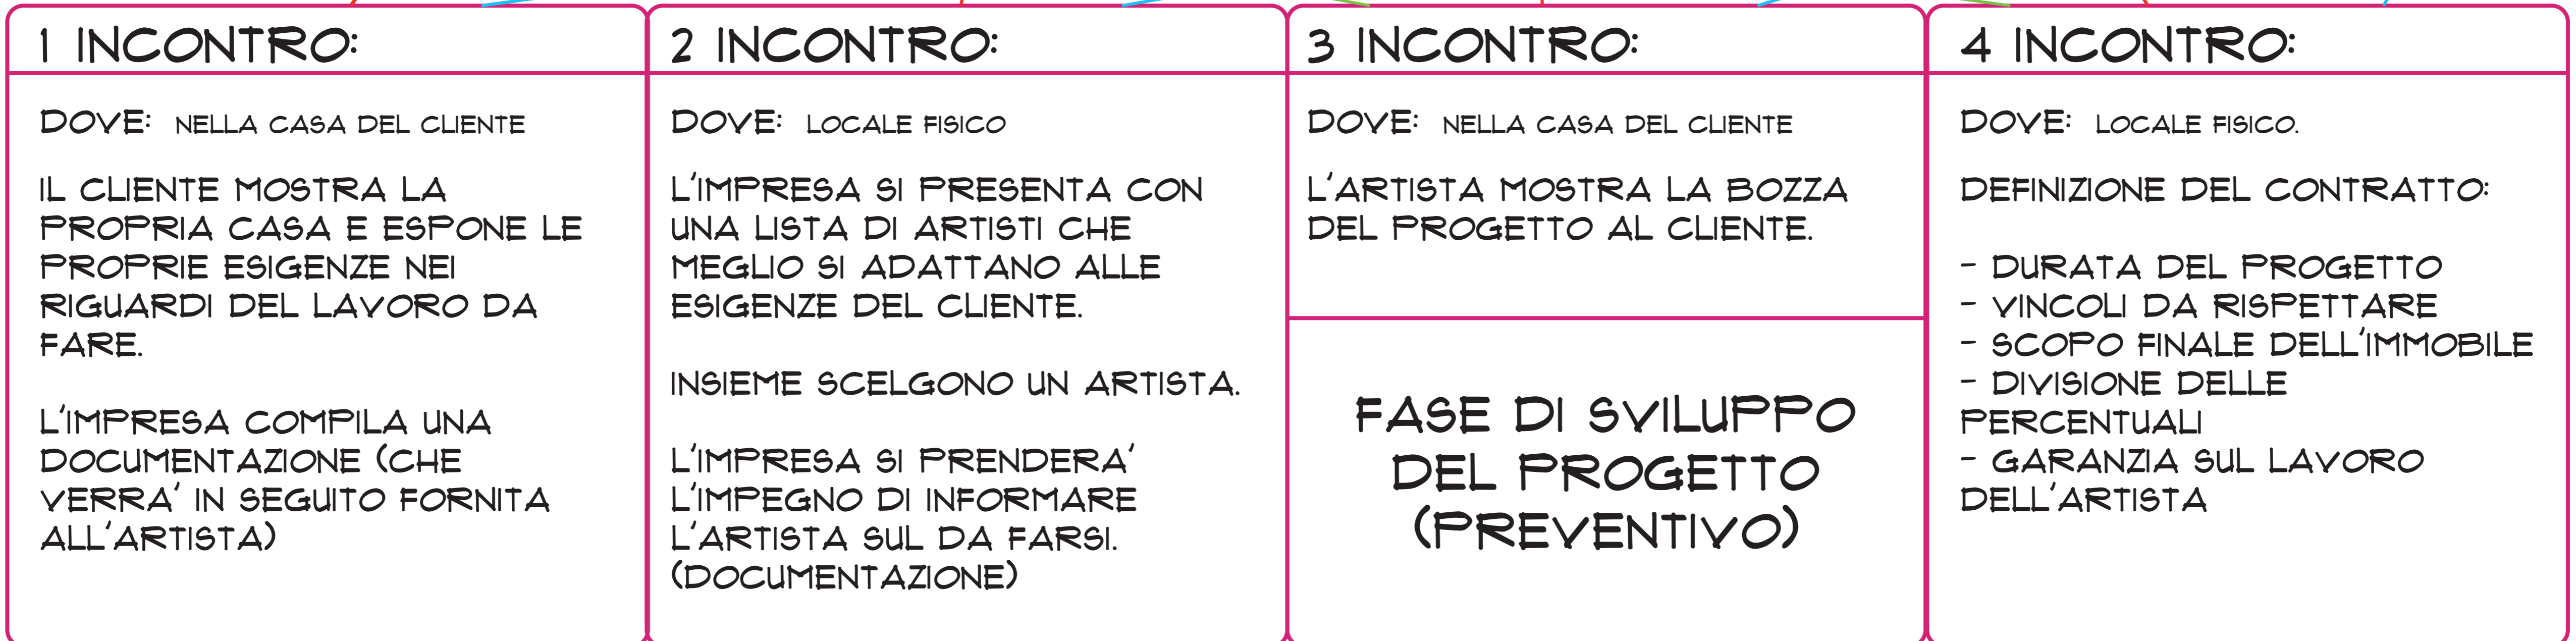 1 INCONTRO:
DOVE: NELLA CASA DEL CLIENTE
IL CLIENTE MOSTRA LA
PROPRIA CASA E ESPONE LE
PROPRIE ESIGENZE NEI
RIGUARDI DEL LAVORO DA
FARE.
L'IMPRESA COMPILA UNA
DOCUMENTAZIONE (CHE
VERRA' IN SEGUITO FORNITA
ALL'ARTISTA)
2 INCONTRO:
DOVE: LOCALE FISICO
L'IMPRESA SI PRESENTA CON
UNA LISTA DI ARTISTI CHE
MEGLIO SI ADATTANO ALLE
ESIGENZE DEL CLIENTE.
INSIEME SCELGONO UN ARTISTA.
L'IMPRESA SI PRENDERA'
L'IMPEGNO DI INFORMARE
L'ARTISTA SUL DA FARSI.
(DOCUMENTAZIONE)
3 INCONTRO:
DOVE: NELLA CASA DEL CLIENTE
L'ARTISTA MOSTRA LA BOZZA
DEL PROGETTO AL CLIENTE.
FASE DI SVILUPPO
DEL PROGETTO
(PREVENTIVO)
4 INCONTRO:
DOVE: LOCALE FISICO.
DEFINIZIONE DEL CONTRATTO:
- DURATA DEL PROGETTO
- VINCOLI DA RISPETTARE
- SCOPO FINALE DELL'IMMOBILE
- DIVISIONE DELLE
PERCENTUALI
- GARANZIA SUL LAVORO
DELL'ARTISTA